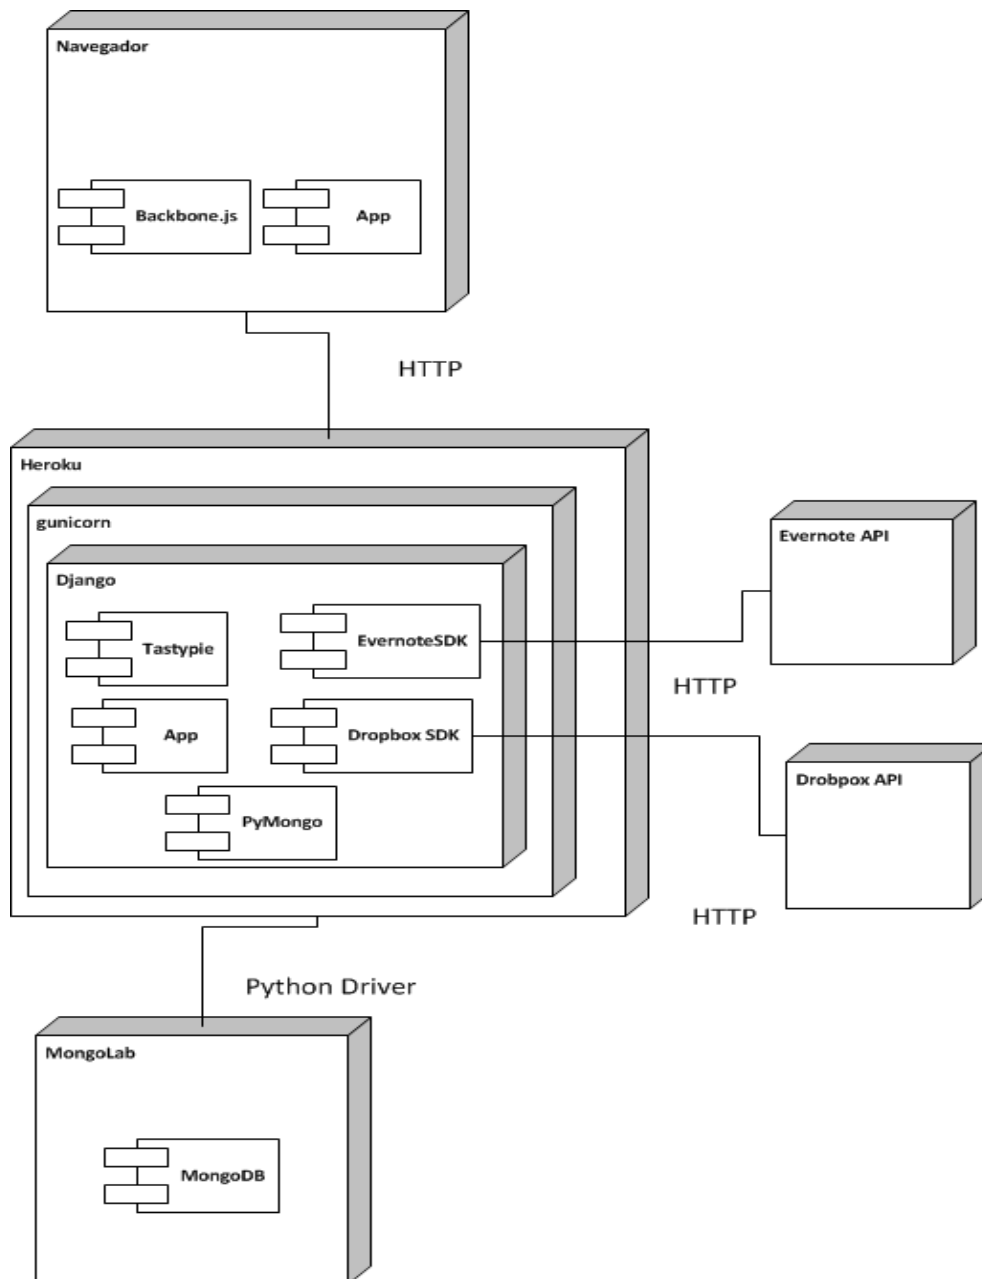 Navegador
Backbone.js
App
HTTP
Heroku
gunicorn
Django
Tastypie
EvernoteSDK
App
Dropbox SDK
PyMongo
Evernote API
HTTP
Drobpox API
HTTP
Python Driver
MongoLab
MongoDB